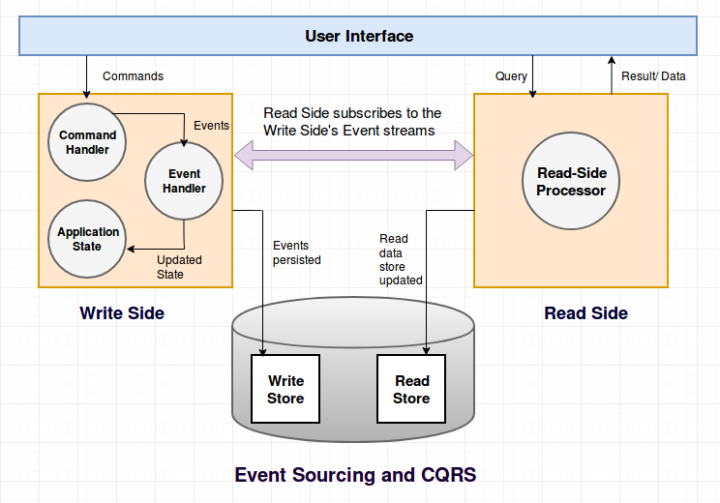 User Interface
Commands
Query
Result/ Data
Command
Handler
Events
Event
Handler
Application
State
Updated
State
Read Side subscribes to the
Write Side's Event streams
Read-Side
Processor
Events
persisted
Read
data
store
updated
Write Side
Read Side
Write
Store
Read
Store
Event Sourcing and CQRS